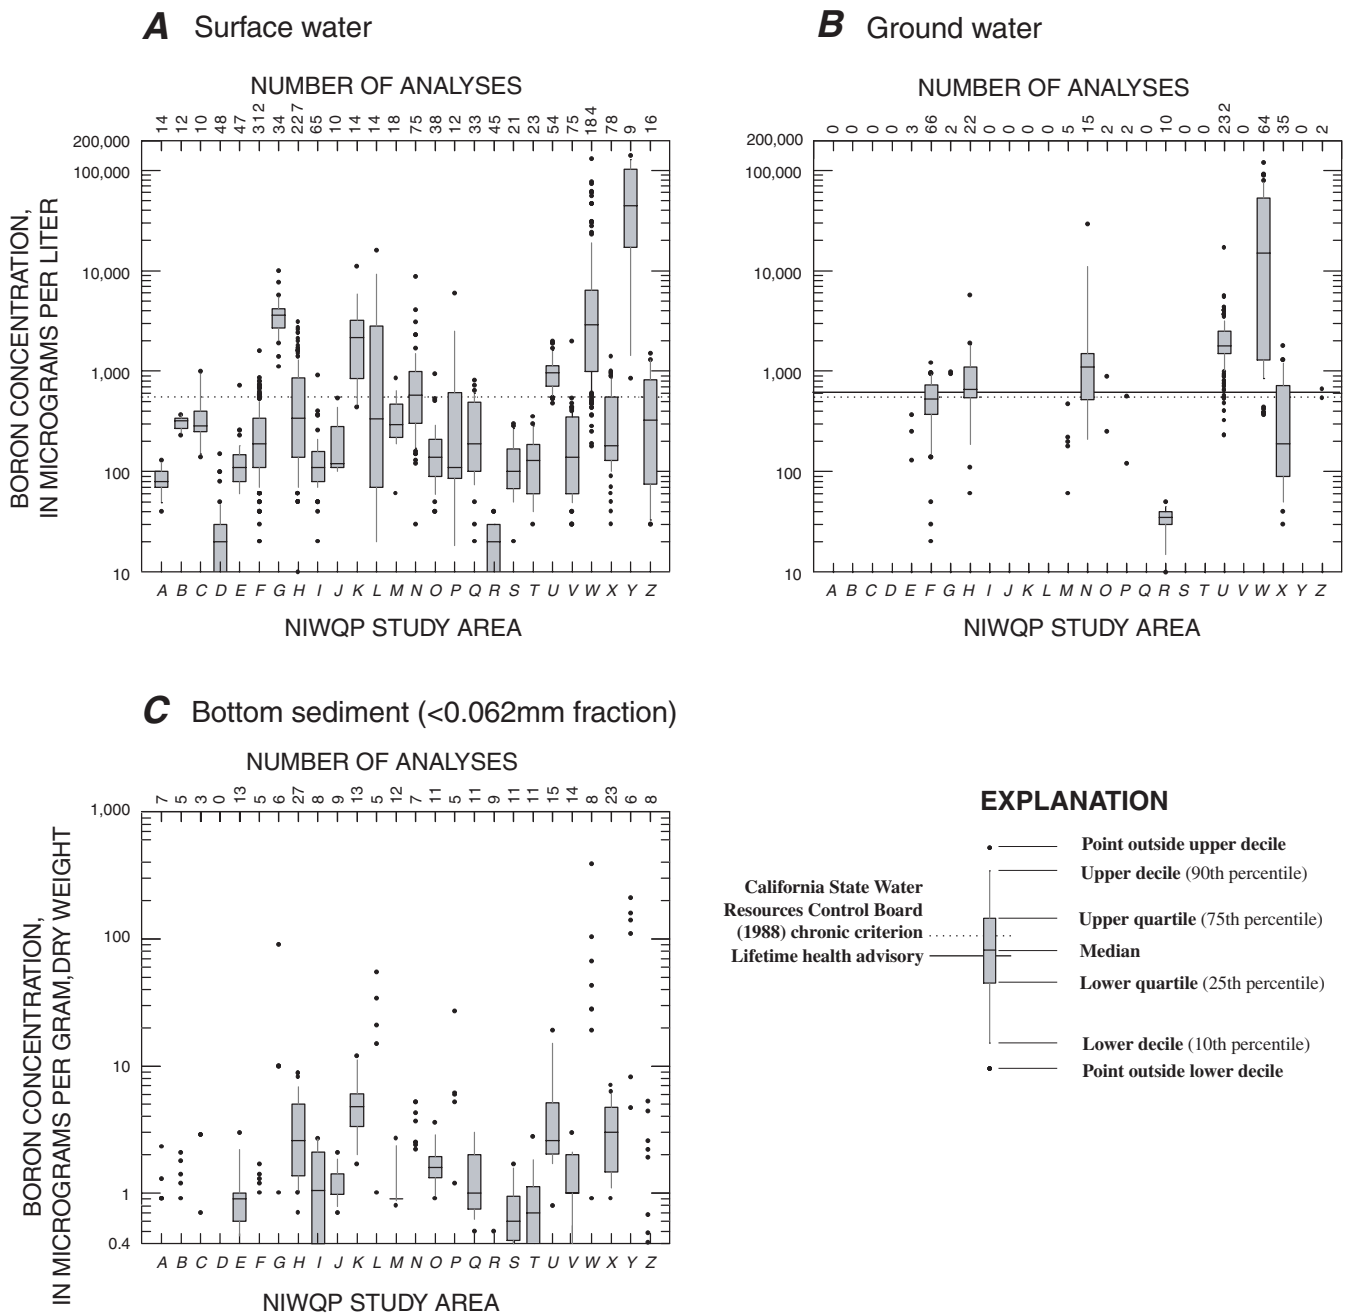 A Surface water
NUMBER OF ANALYSES
14 12 10 48 47 312 34 227 65 10 14 14 18 75 38 12 33 45 21 23 54 75 184 78 9 16
200,000
100,000
10,000
1,000
100
10
BORON CONCENTRATION,
IN MICROGRAMS PER LITER
A B C D E F G H I J K L M N O P Q R S T U V W X Y Z
NIWQP STUDY AREA
B Ground water
NUMBER OF ANALYSES
0 0 0 0 3 66 2 22 0 0 0 0 5 15 2 2 0 10 0 0 232 0 64 35 0 2
200,000
100,000
10,000
1,000
100
10
A B C D E F G H I J K L M N O P Q R S T U V W X Y Z
NIWQP STUDY AREA
C Bottom sediment (<0.062mm fraction)
NUMBER OF ANALYSES
7 5 3 0 13 5 6 27 8 9 13 5 12 7 11 5 11 9 11 11 15 14 8 23 6 8
1,000
100
10
1
0.4
BORON CONCENTRATION,
IN MICROGRAMS PER GRAM,DRY WEIGHT
A B C D E F G H I J K L M N O P Q R S T U V W X Y Z
NIWQP STUDY AREA
EXPLANATION
California State Water
Resources Control Board
(1988) chronic criterion
Lifetime health advisory
Point outside upper decile
Upper decile (90th percentile)
Upper quartile (75th percentile)
Median
Lower quartile (25th percentile)
Lower decile (10th percentile)
Point outside lower decile